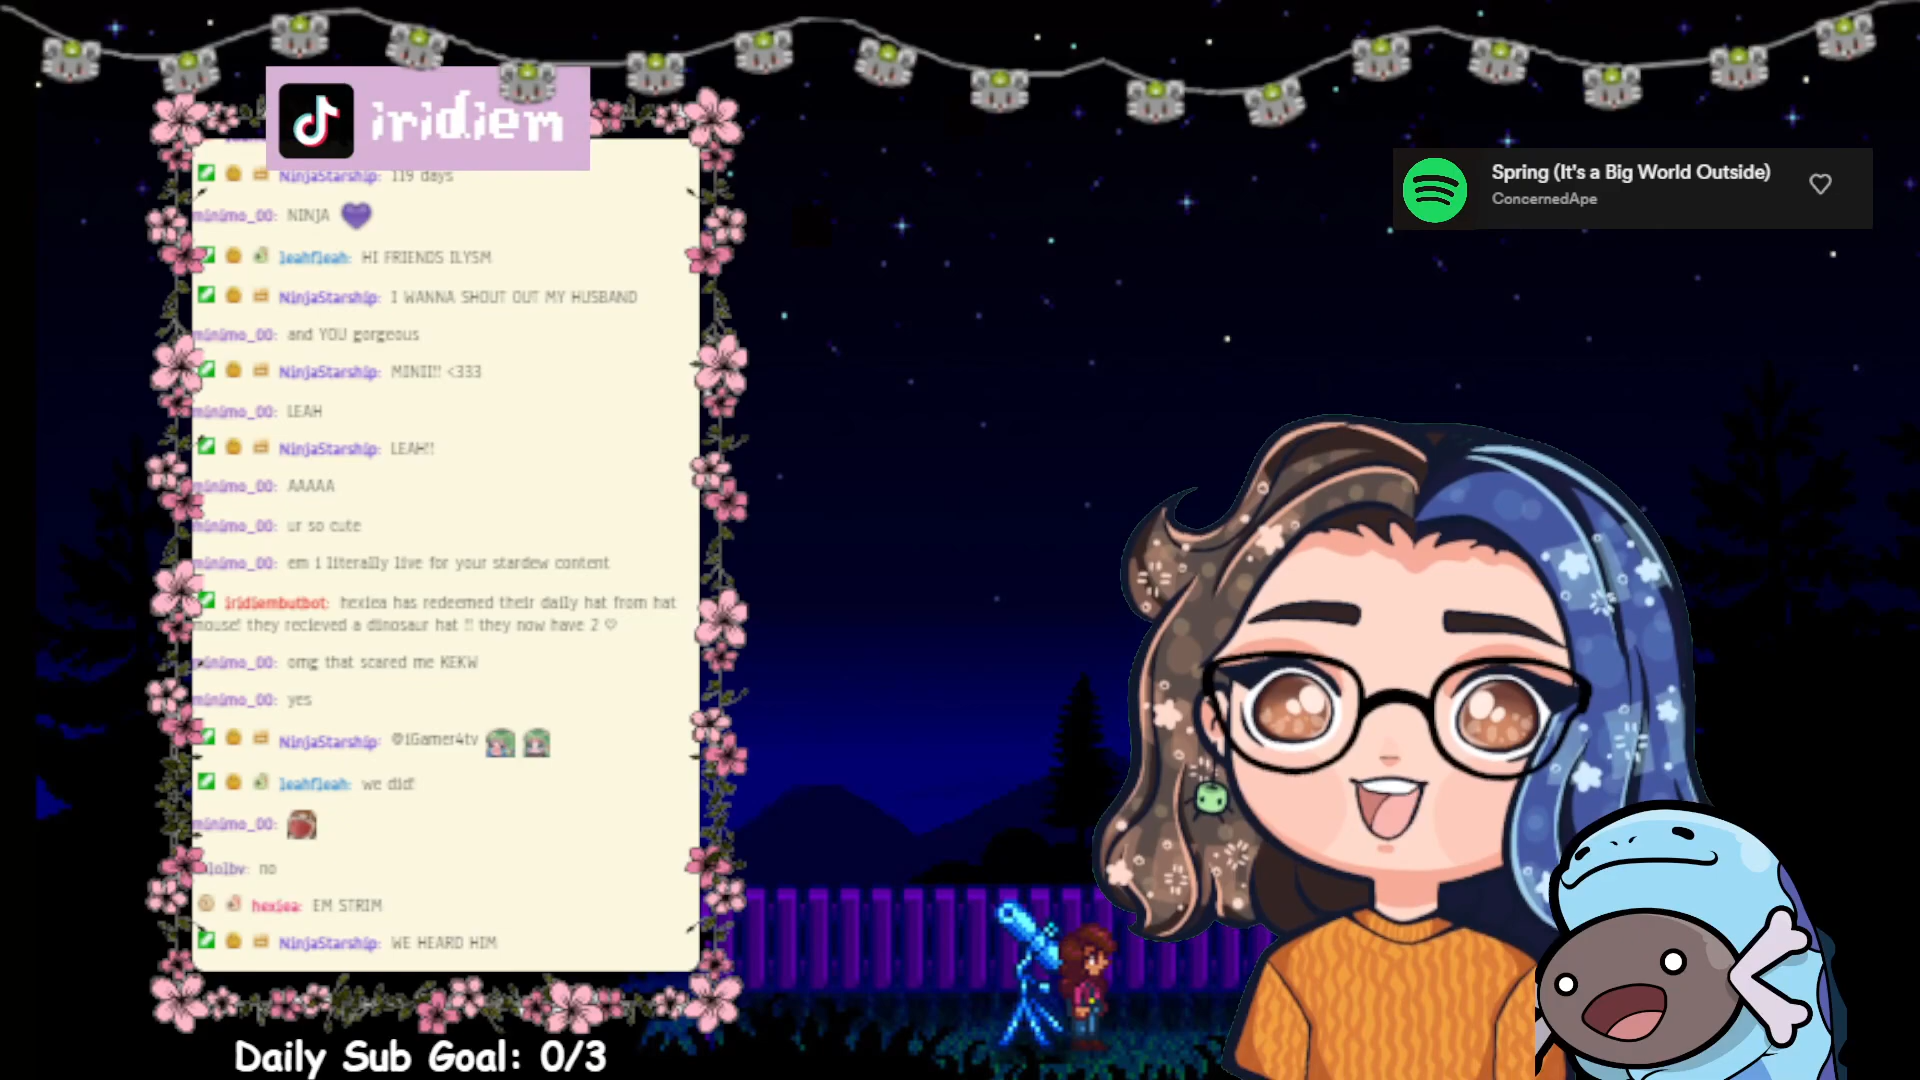 iridiem
NinjaStarship: 119 days
minimo_00: NINJA
leahfleah: HI FRIENDS ILYSM
NinjaStarship: I WANNA SHOUT OUT MY HUSBAND
minimo_00: and YOU gorgeous
NinjaStarship: MINII!! <333
minimo_00: LEAH
NinjaStarship: LEAH!!
minimo_00: AAAAA
minimo_00: ur so cute
minimo_00: em i literally live for your stardew content
iridiembutbot: hexiea has redeemed their daily hat from hat
mouse! they recieved a dinosaur hat !! they now have 2 ♡
minimo_00: omg that scared me KEKW
minimo_00: yes
NinjaStarship: @iGamer4tv
leahfleah: we did!
minimo_00:
no
hexiea: EM STRIM
NinjaStarship: WE HEARD HIM
Daily Sub Goal: 0/3
Spring (It's a Big World Outside)
ConcernedApe